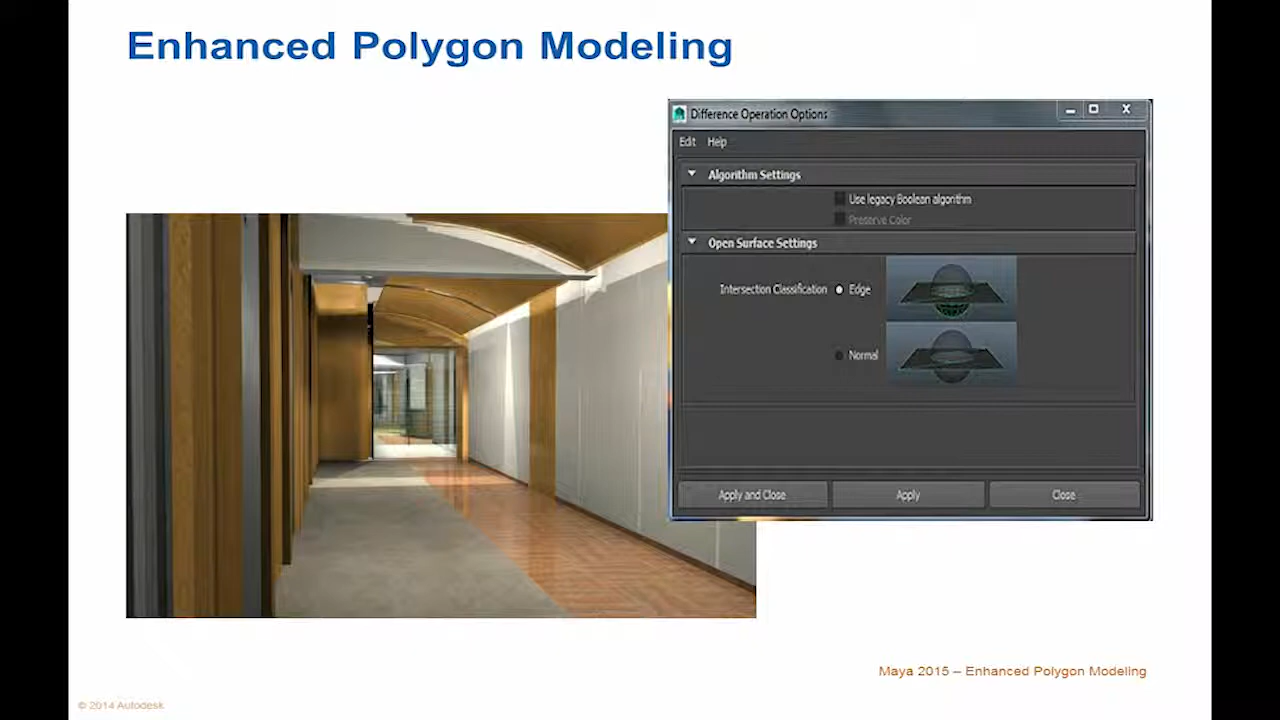 Enhanced Polygon Modeling
Difference Operation Options
Edit Help
Algorithm Settings
Use legacy Boolean algorithm
Preserve Color
Open Surface Settings
Intersection Classification Edge
Normal
Apply and Close Apply Close
Maya 2015 – Enhanced Polygon Modeling
© 2014 Autodesk